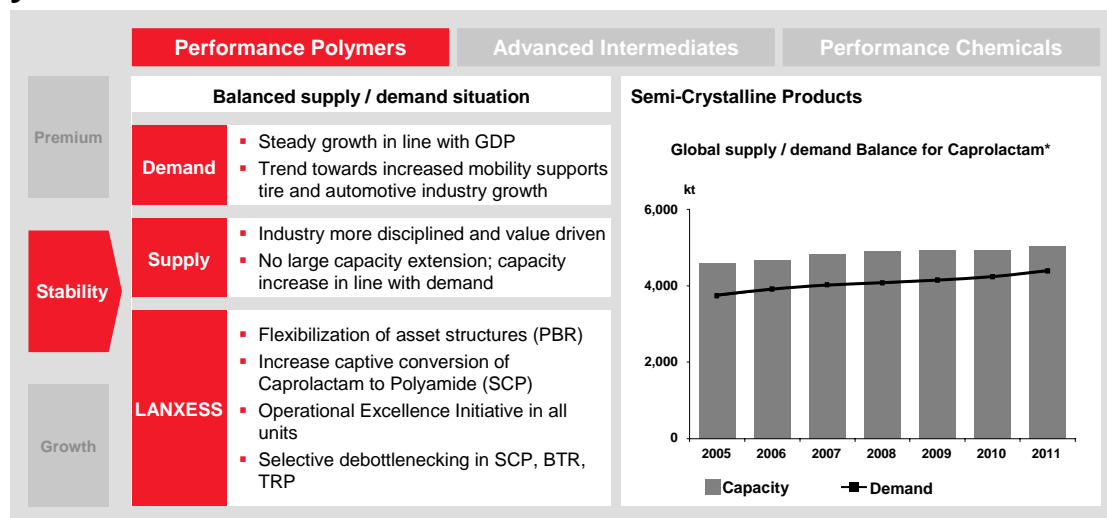 Performance Polymers
Advanced Intermediates
Performance Chemicals
Premium
Stability
Growth
Balanced supply / demand situation
Demand
▪ Steady growth in line with GDP
▪ Trend towards increased mobility supports
tire and automotive industry growth
Supply
▪ Industry more disciplined and value driven
▪ No large capacity extension; capacity
increase in line with demand
LANXESS
▪ Flexibilization of asset structures (PBR)
▪ Increase captive conversion of
Caprolactam to Polyamide (SCP)
▪ Operational Excellence Initiative in all
units
▪ Selective debottlenecking in SCP, BTR,
TRP
Semi-Crystalline Products
Global supply / demand Balance for Caprolactam*
kt
6,000
4,000
2,000
0
2005 2006 2007 2008 2009 2010 2011
Capacity Demand